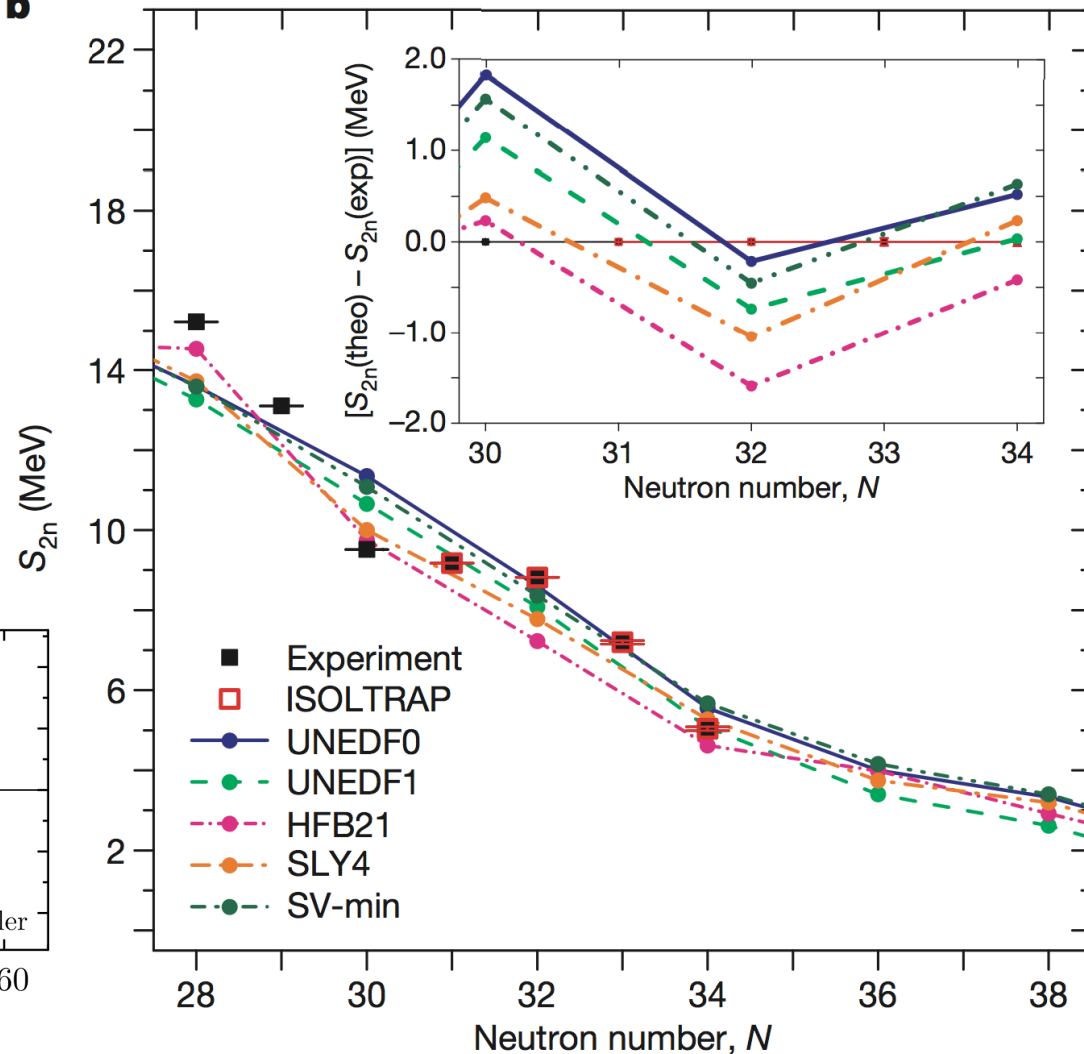 b
22
18
14
10
6
2
S2n (MeV)
28
30
32
34
36
38
Neutron number, N
2.0
1.0
0.0
−1.0
−2.0
[S2n(theo) − S2n(exp)] (MeV)
30
31
32
33
34
Neutron number, N
Experiment
ISOLTRAP
UNEDF0
UNEDF1
HFB21
SLY4
SV-min
ler
60